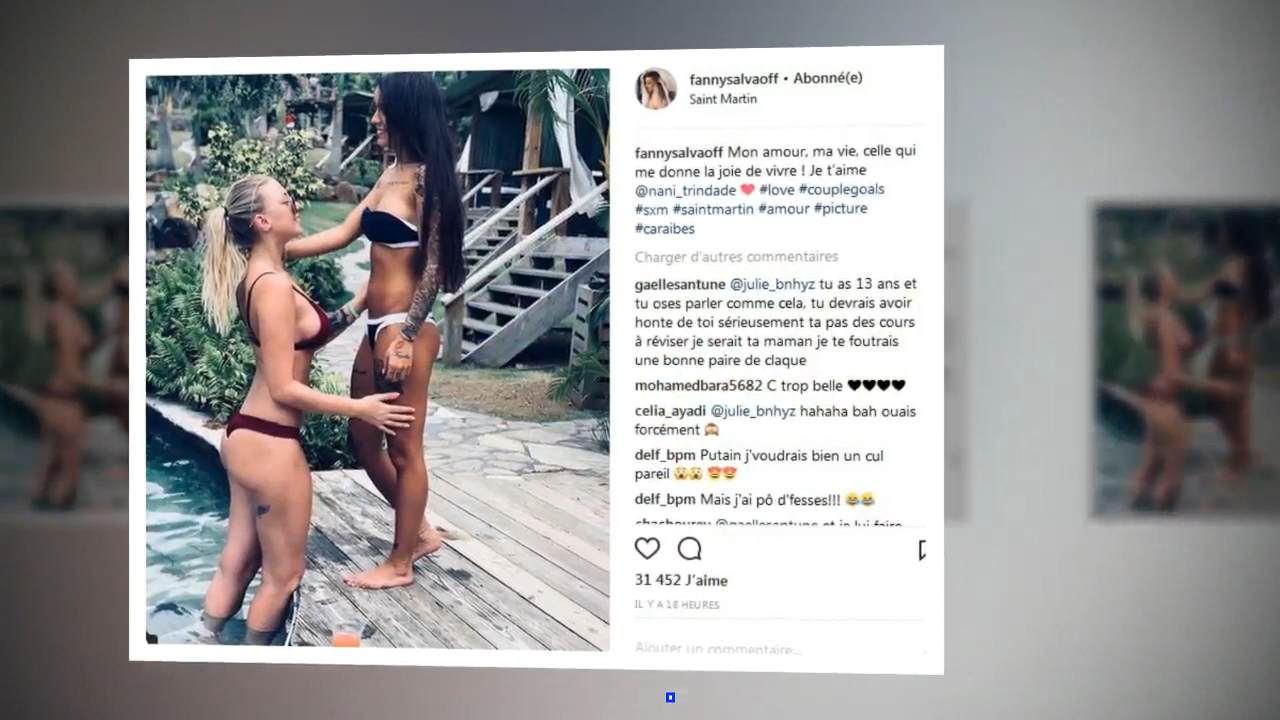 fannysalvaoff • Abonné(e)
Saint Martin
fannysalvaoff Mon amour, ma vie, celle qui
me donne la joie de vivre ! Je t'aime
@nani_trindade ❤ #love #couplegoals
#sxm #saintmartin #amour #picture
#caraibes
Charger d'autres commentaires
gaellesantune @julie_bnhyz tu as 13 ans et
tu oses parler comme cela, tu devrais avoir
honte de toi sérieusement ta pas des cours
à réviser je serait ta maman je te foutrais
une bonne paire de claque
mohamedbara5682 C trop belle 🖤🖤🖤🖤
celia_ayadi @julie_bnhyz hahaha bah ouais
forcément 🙈
delf_bpm Putain j'voudrais bien un cul
pareil 😩😩 😍😍
delf_bpm Mais j'ai pô d'fesses!!! 😂😂
@gaellesantune et je lui faire
31 452 J'aime
IL Y A 18 HEURES
Ajouter un commentaire...